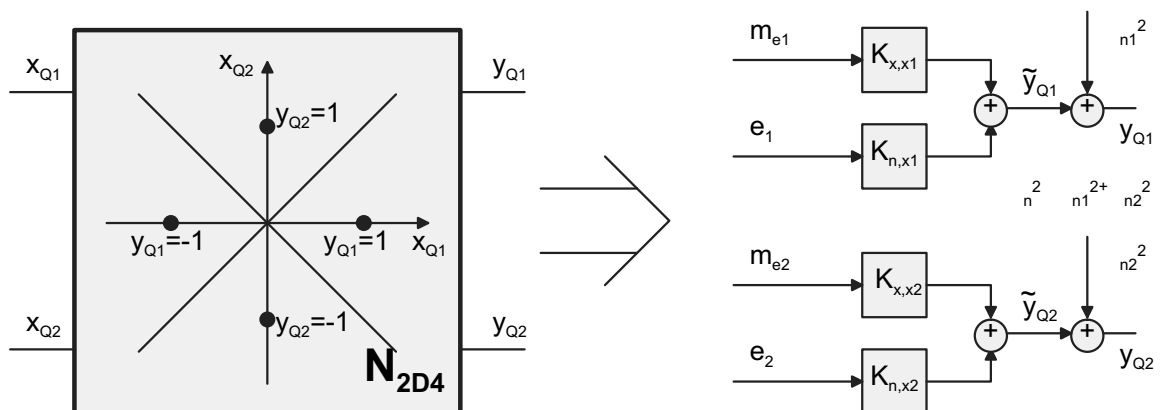 x_Q1
y_Q1
x_Q2
y_Q2=1
y_Q1=-1
y_Q1=1
x_Q1
y_Q2=-1
x_Q2
y_Q2
N_2D4
m_e1
K_x,x1
+
ỹ_Q1
+
n1^2
y_Q1
e_1
K_n,x1
n^2 n1^2+ n2^2
m_e2
K_x,x2
+
ỹ_Q2
+
n2^2
y_Q2
e_2
K_n,x2